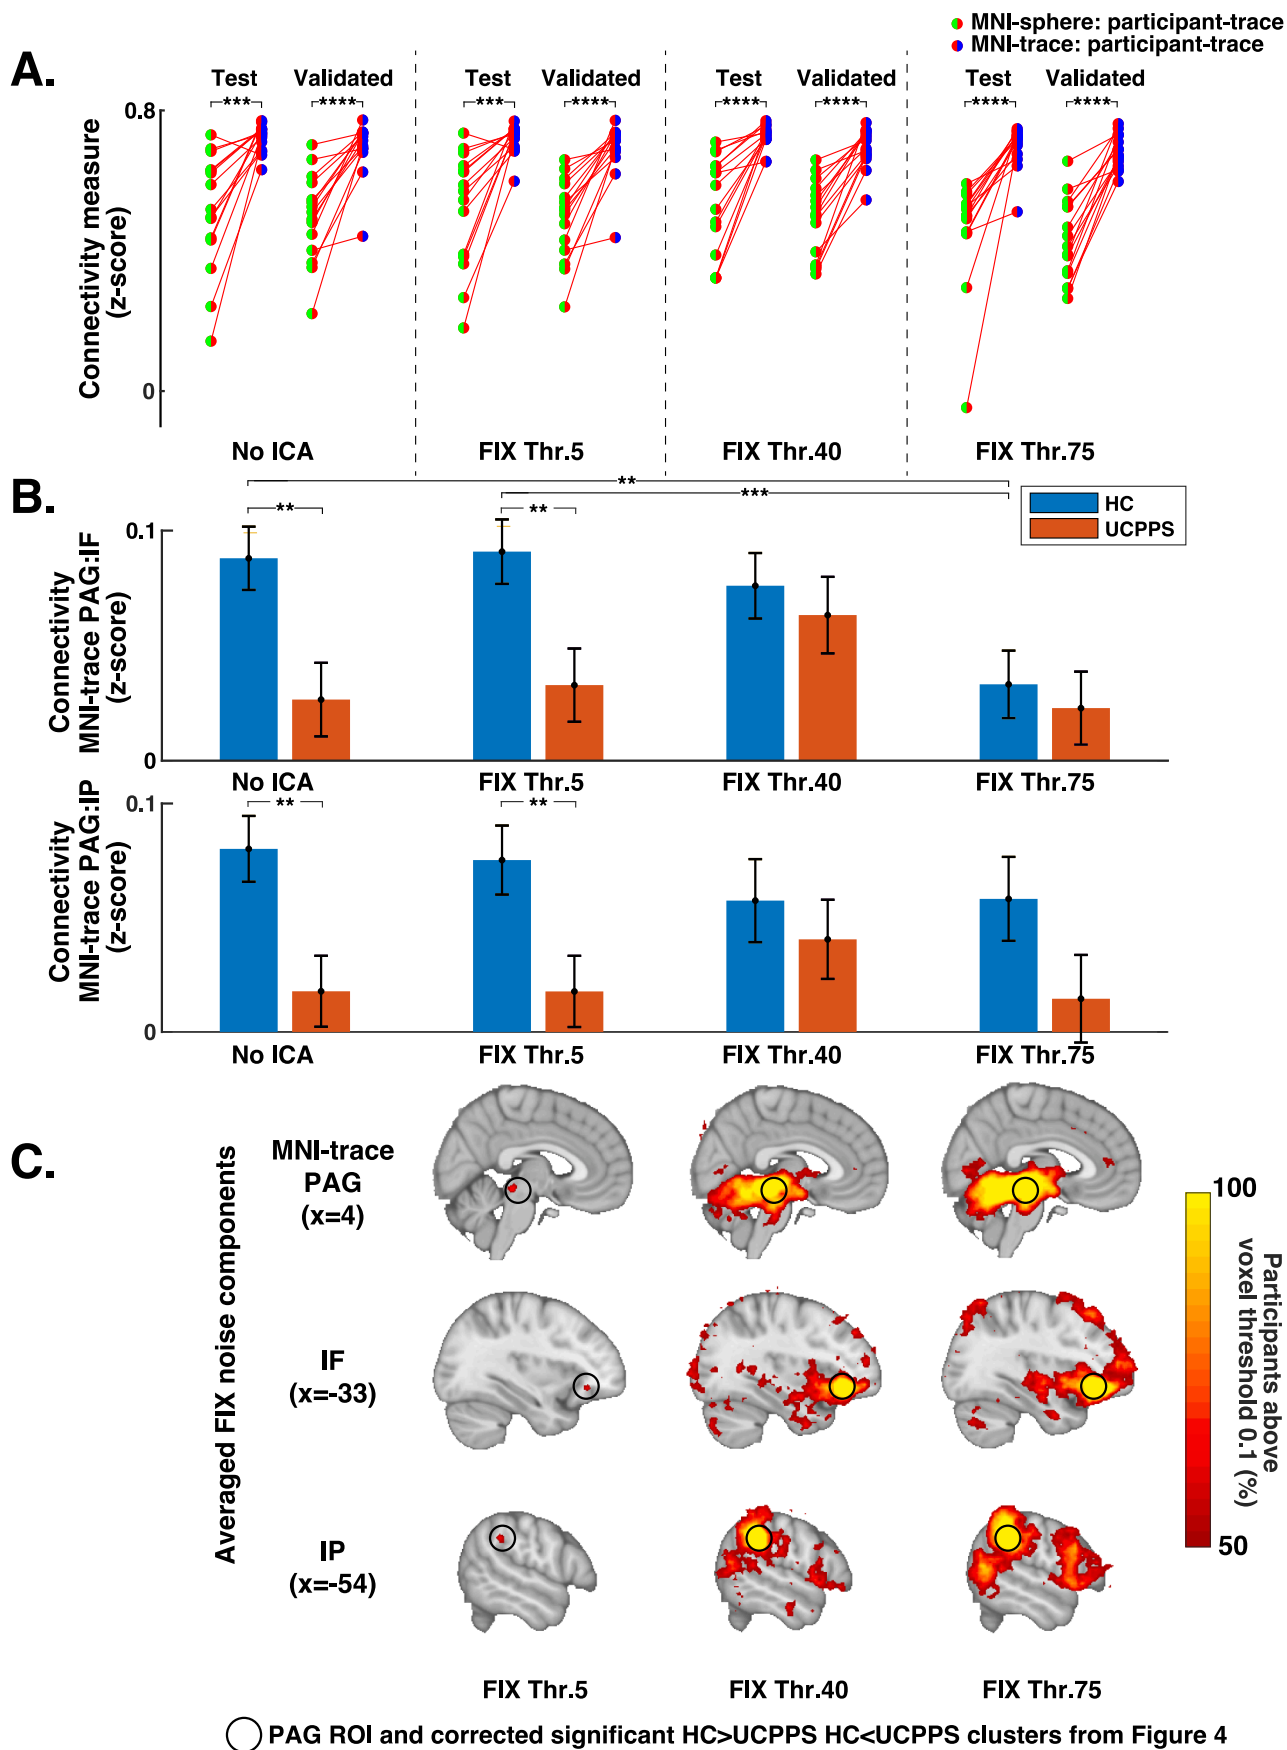 MNI-sphere: participant-trace
MNI-trace: participant-trace
A.
Test Validated Test Validated Test Validated Test Validated
*** **** *** **** **** **** **** ****
0.8
0
Connectivity measure
(z-score)
No ICA FIX Thr.5 FIX Thr.40 FIX Thr.75
B.
**
***
** **
HC
UCPPS
0.1
0
Connectivity
MNI-trace PAG:IF
(z-score)
No ICA FIX Thr.5 FIX Thr.40 FIX Thr.75
** **
0.1
0
Connectivity
MNI-trace PAG:IP
(z-score)
No ICA FIX Thr.5 FIX Thr.40 FIX Thr.75
C.
Averaged FIX noise components
MNI-trace
PAG
(x=4)
IF
(x=-33)
IP
(x=-54)
100
50
Participants above
voxel threshold 0.1 (%)
FIX Thr.5 FIX Thr.40 FIX Thr.75
PAG ROI and corrected significant HC>UCPPS HC<UCPPS clusters from Figure 4